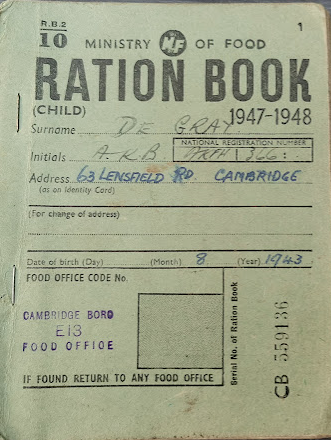 R.B.2
10
1
MINISTRY MF OF FOOD
RATION BOOK
(CHILD)
1947-1948
Surname DE GRAY
NATIONAL REGISTRATION NUMBER
Initials A.K.B 366:
Address 63 LENSFIELD RD. CAMBRIDGE
(as on Identity Card)
(For change of address)
Date of birth (Day) (Month) 8 (Year) 1943
FOOD OFFICE CODE No.
CAMBRIDGE BORO
E13
FOOD OFFICE
IF FOUND RETURN TO ANY FOOD OFFICE
Serial No. of Ration Book
CB 559136